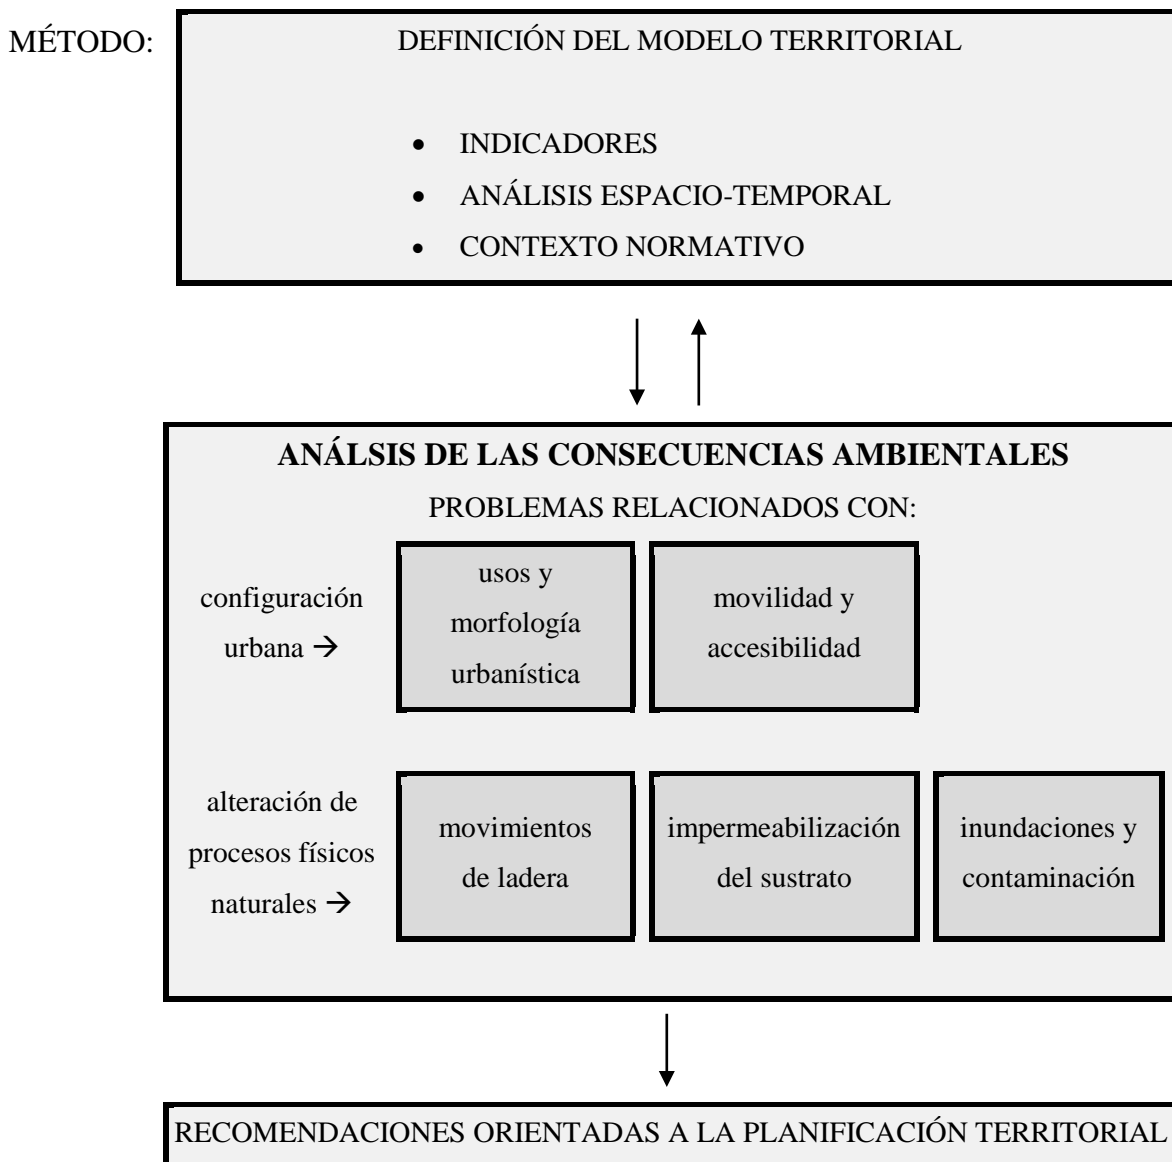 MÉTODO:
DEFINICIÓN DEL MODELO TERRITORIAL
• INDICADORES
• ANÁLISIS ESPACIO-TEMPORAL
• CONTEXTO NORMATIVO
ANÁLSIS DE LAS CONSECUENCIAS AMBIENTALES
PROBLEMAS RELACIONADOS CON:
configuración
urbana →
usos y
morfología
urbanística
movilidad y
accesibilidad
alteración de
procesos físicos
naturales →
movimientos
de ladera
impermeabilización
del sustrato
inundaciones y
contaminación
RECOMENDACIONES ORIENTADAS A LA PLANIFICACIÓN TERRITORIAL